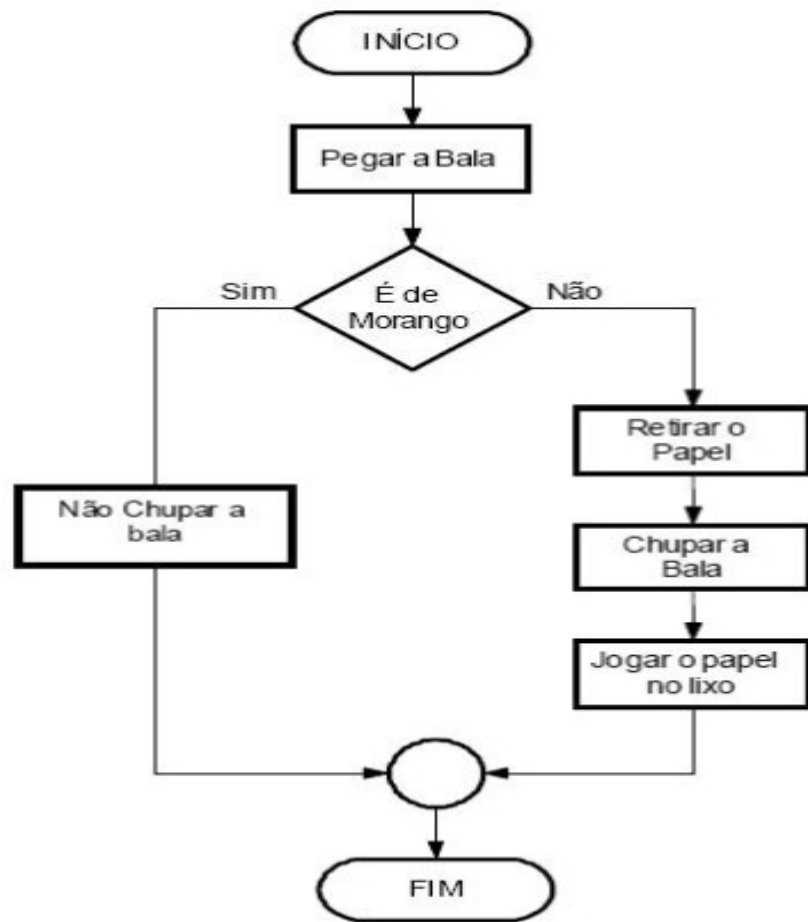 INÍCIO
Pegar a Bala
Sim
É de
Morango
Não
Retirar o
Papel
Não Chupar a
bala
Chupar a
Bala
Jogar o papel
no lixo
FIM